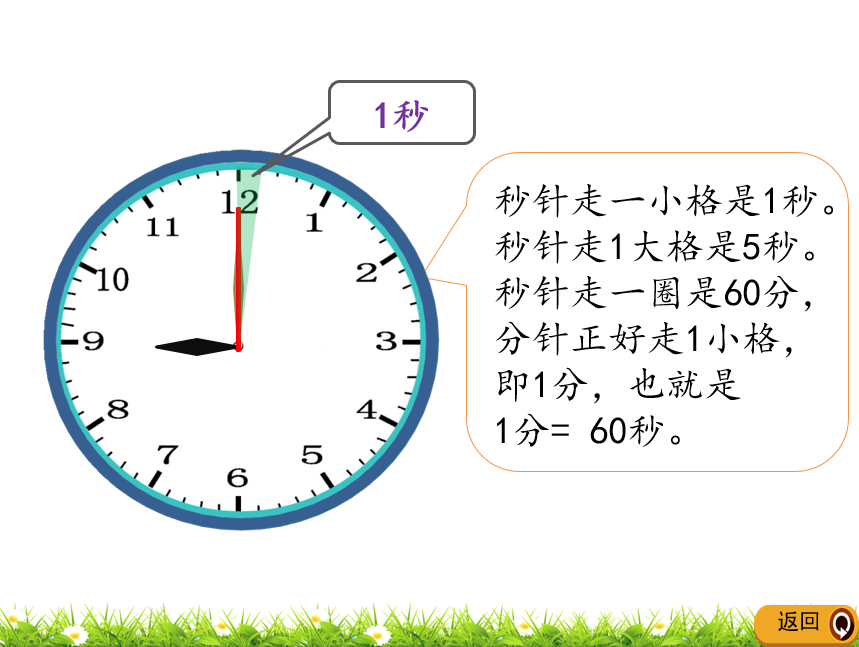 1秒
12
1
2
3
4
5
6
7
8
9
10
11
秒针走一小格是1秒。
秒针走1大格是5秒。
秒针走一圈是60分，
分针正好走1小格，
即1分，也就是
1分= 60秒。
返回